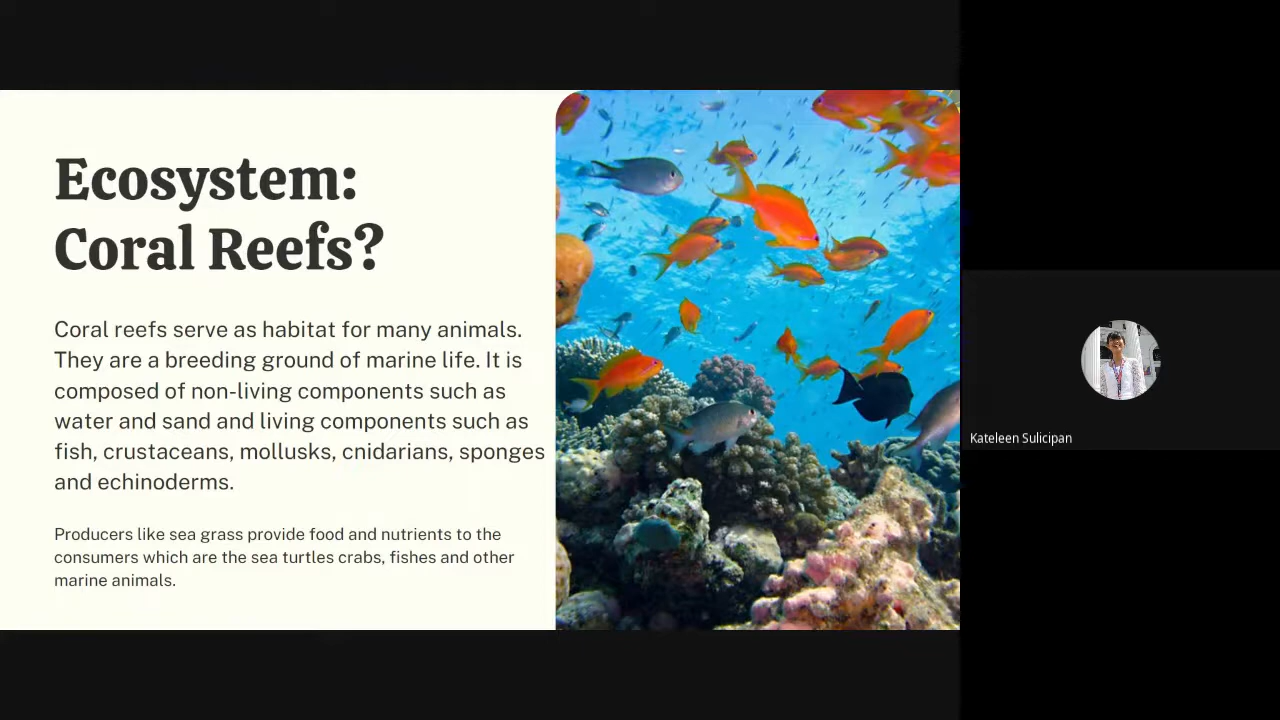 Ecosystem:
Coral Reefs?
Coral reefs serve as habitat for many animals.
They are a breeding ground of marine life. It is
composed of non-living components such as
water and sand and living components such as
fish, crustaceans, mollusks, cnidarians, sponges
and echinoderms.
Producers like sea grass provide food and nutrients to the
consumers which are the sea turtles crabs, fishes and other
marine animals.
Kateleen Sulicipan